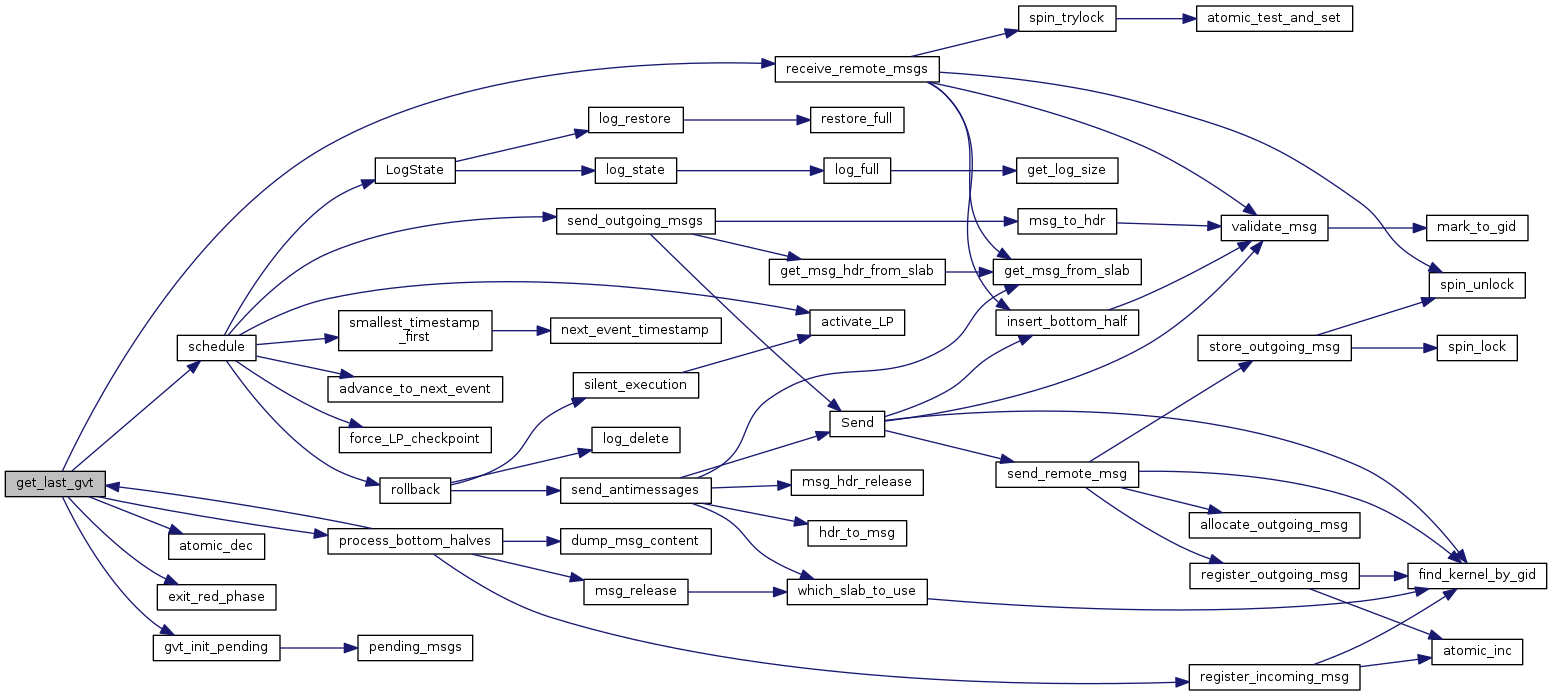 spin_trylock
atomic_test_and_set
receive_remote_msgs
log_restore
restore_full
LogState
log_state
log_full
get_log_size
send_outgoing_msgs
msg_to_hdr
validate_msg
mark_to_gid
get_msg_hdr_from_slab
get_msg_from_slab
spin_unlock
smallest_timestamp
_first
next_event_timestamp
activate_LP
insert_bottom_half
schedule
store_outgoing_msg
spin_lock
advance_to_next_event
silent_execution
force_LP_checkpoint
log_delete
Send
get_last_gvt
rollback
send_antimessages
msg_hdr_release
send_remote_msg
atomic_dec
process_bottom_halves
dump_msg_content
hdr_to_msg
allocate_outgoing_msg
exit_red_phase
msg_release
which_slab_to_use
register_outgoing_msg
find_kernel_by_gid
gvt_init_pending
pending_msgs
atomic_inc
register_incoming_msg